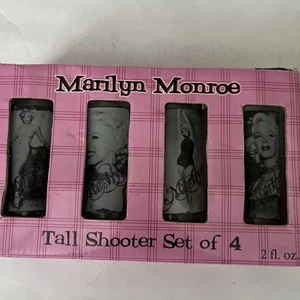 Marilyn Monroe
Tall Shooter Set of 4
2 fl. oz.